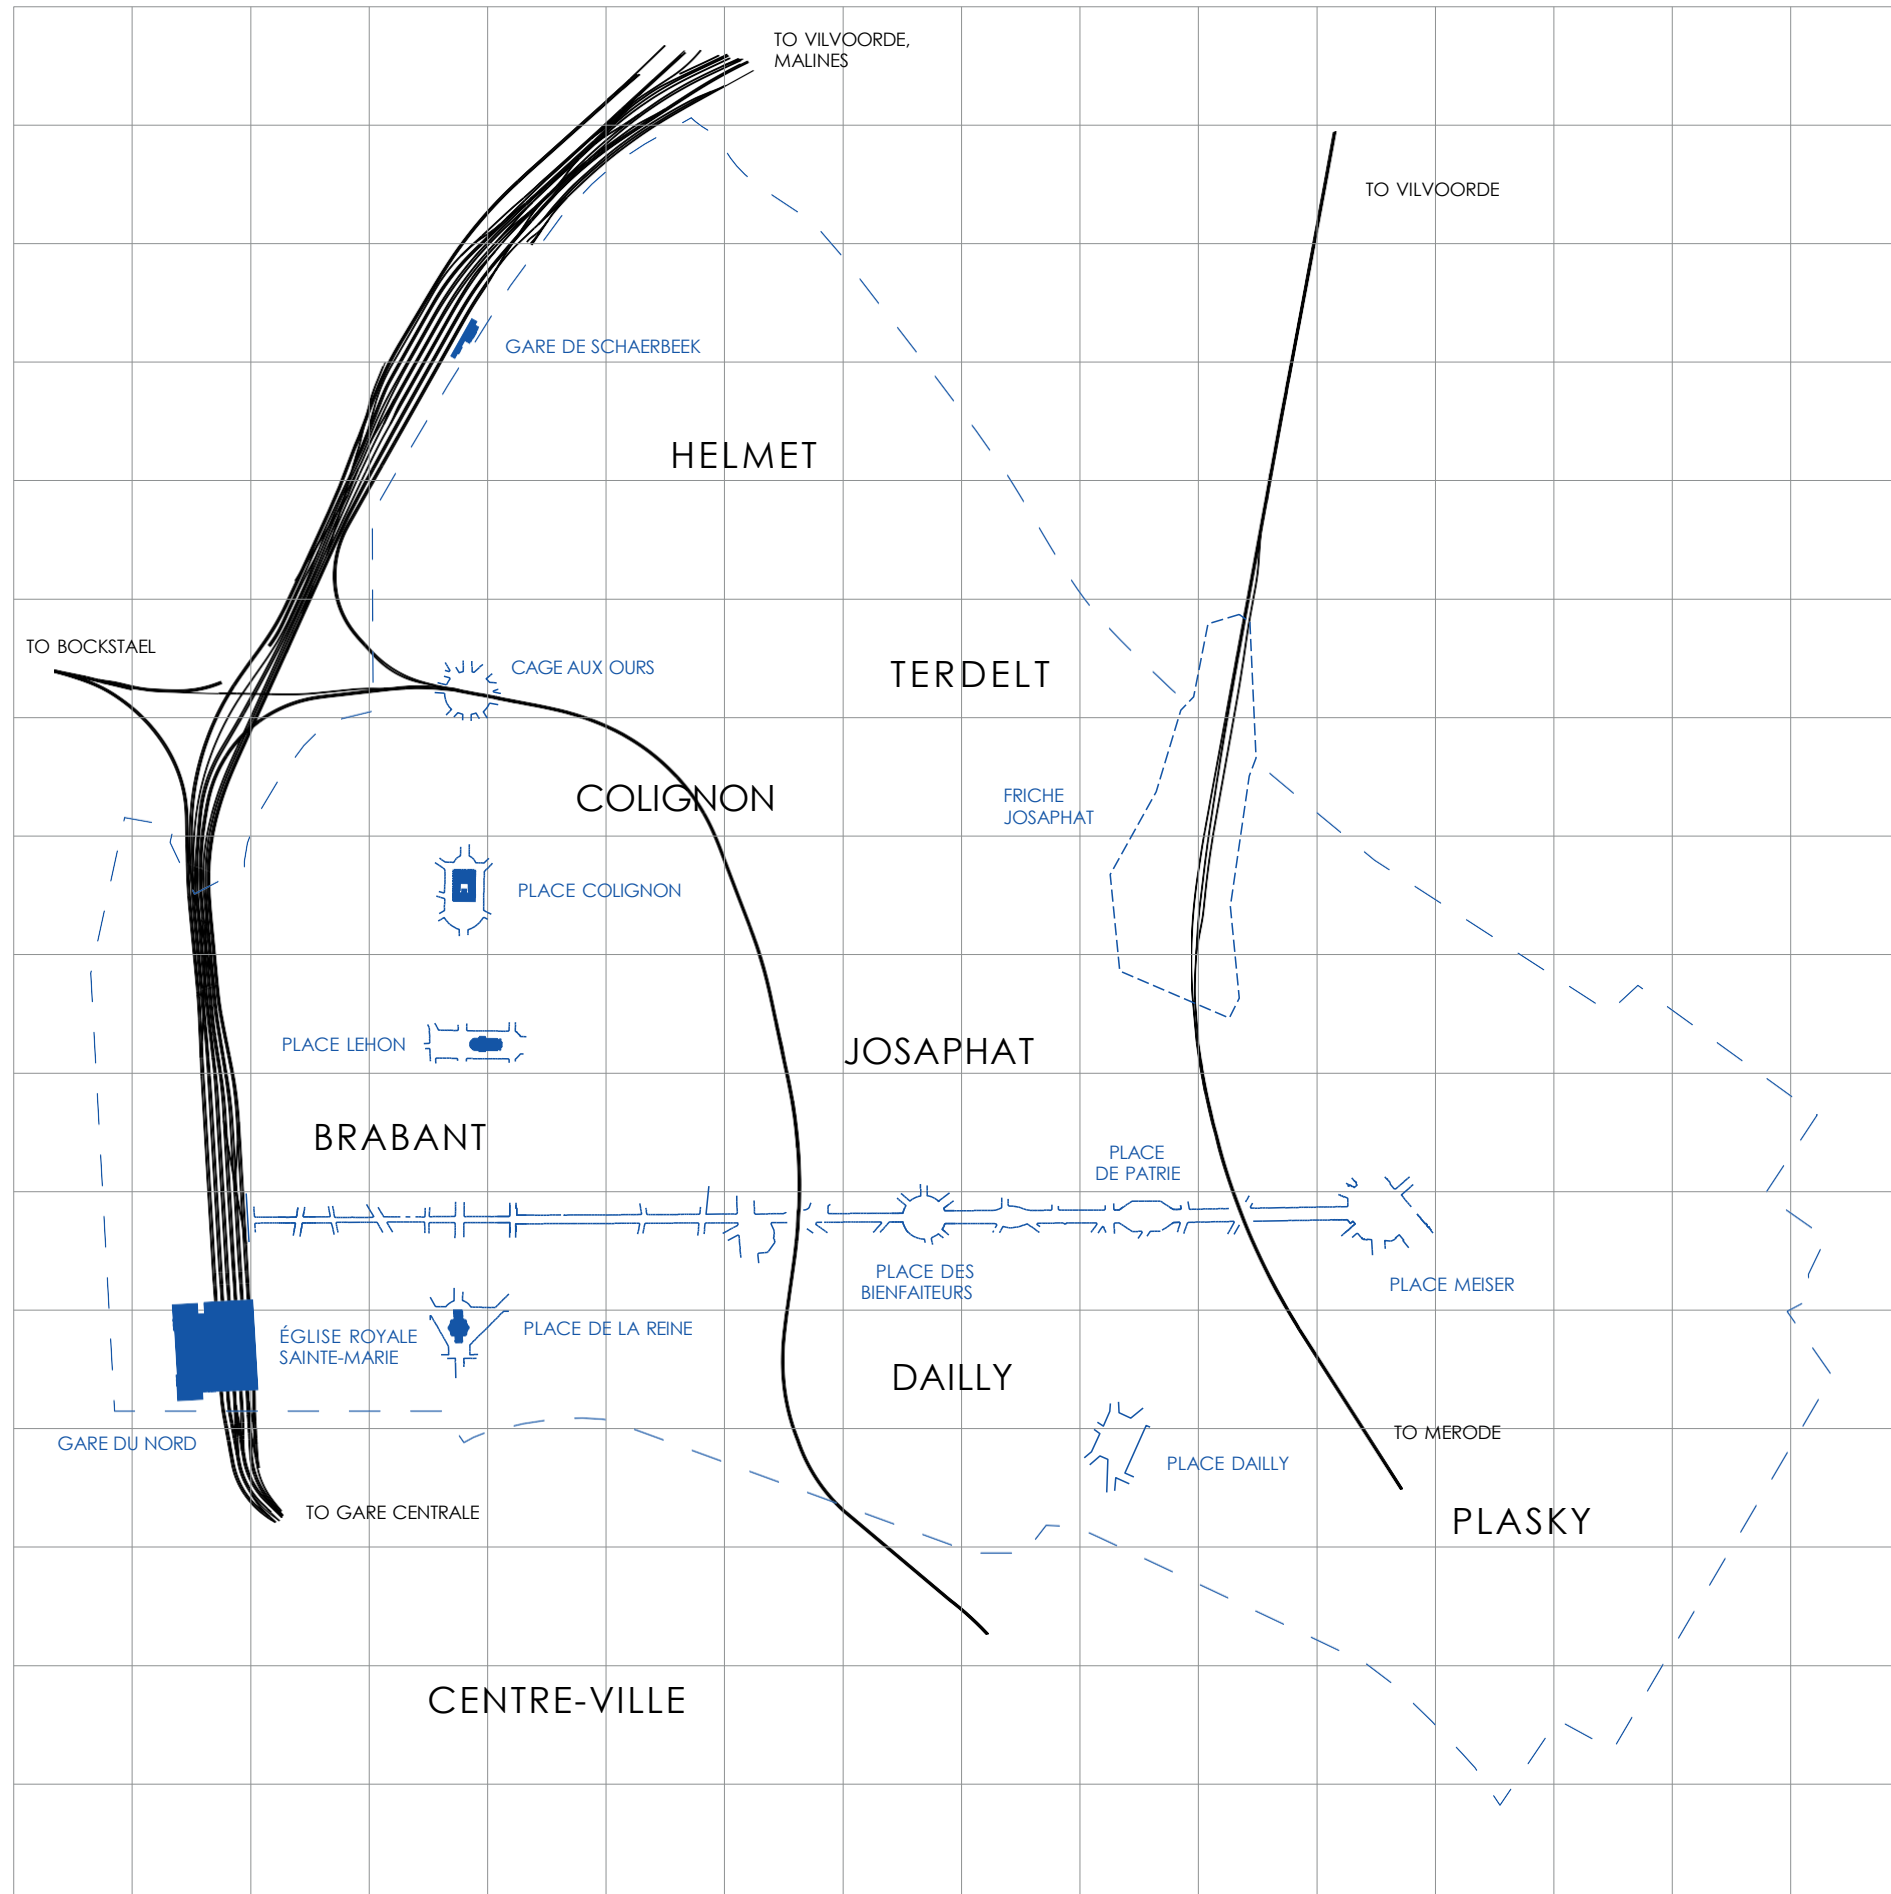 TO VILVOORDE,
MALINES
TO VILVOORDE
GARE DE SCHAERBEEK
HELMET
TO BOCKSTAEL
CAGE AUX OURS
TERDELT
COLIGNON
FRICHE
JOSAPHAT
PLACE COLIGNON
PLACE LEHON
JOSAPHAT
BRABANT
PLACE
DE PATRIE
PLACE DES
BIENFAITEURS
PLACE MEISER
ÉGLISE ROYALE
SAINTE-MARIE
PLACE DE LA REINE
DAILLY
GARE DU NORD
TO MERODE
PLACE DAILLY
TO GARE CENTRALE
PLASKY
CENTRE-VILLE